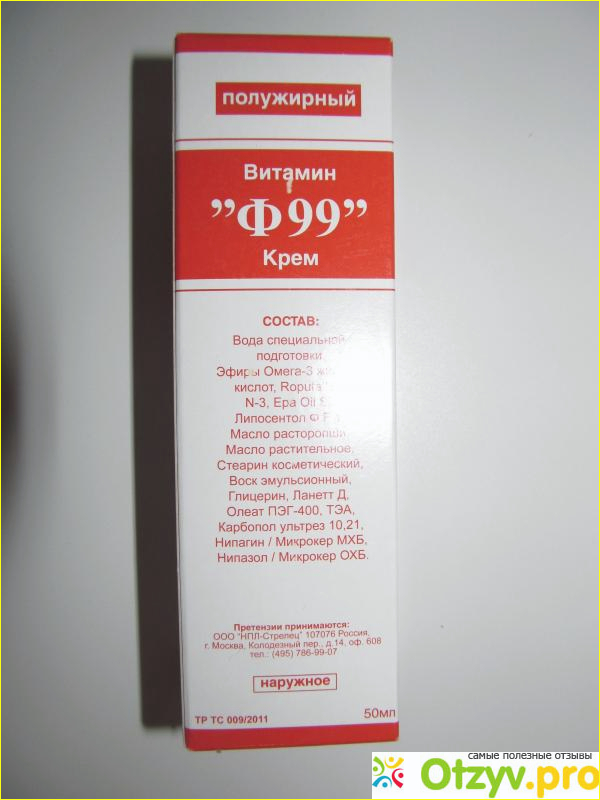 полужирный
Витамин
”Ф 99”
Крем
СОСТАВ:
Вода специальной
подготовки,
Эфиры Омега-3
кислот,
N-3, Epa Oil
Липосентол Ф
Масло расторопши
Масло растительное,
Стеарин косметический,
Воск эмульсионный,
Глицерин, Ланетт Д,
Олеат ПЭГ-400, ТЭА,
Карбопол ультрез 10,21,
Нипагин / Микрокер МХБ,
Нипазол / Микрокер ОХБ.
Претензии принимаются:
ООО "НПЛ-Стрелец" 107076 Россия,
г. Москва, Колодезный пер., д.14, оф. 608
тел.: (495) 786-99-07
наружное
ТР ТС 009/2011
50мл
самые полезные отзывы
Otzyv.pro